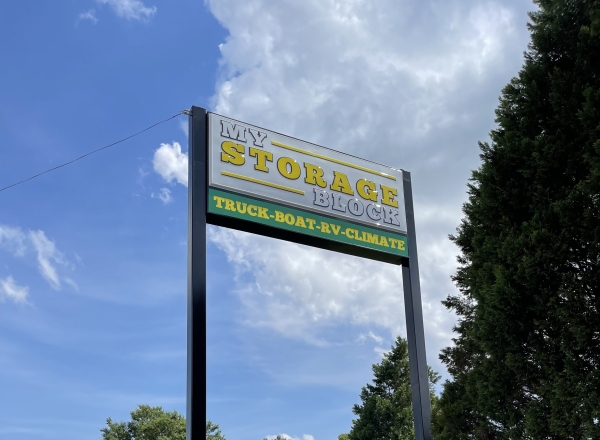 MY
STORAGE
BLOCK
TRUCK-BOAT-RV-CLIMATE